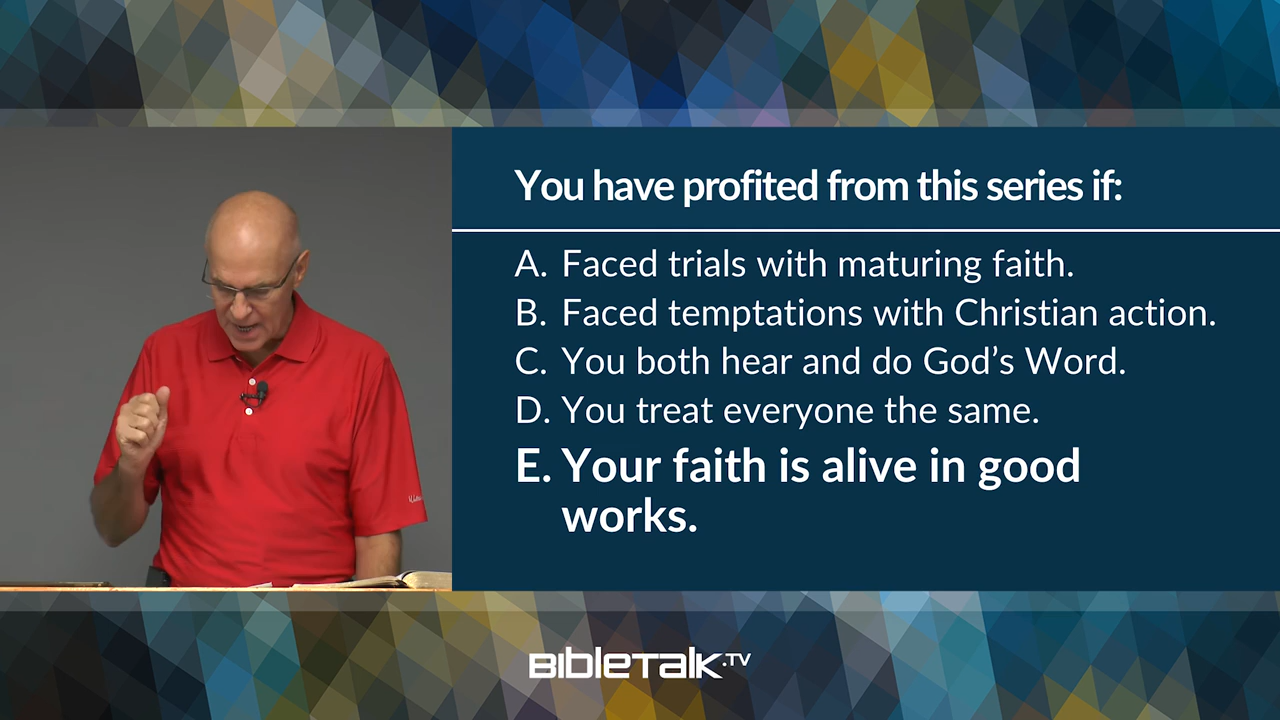 You have profited from this series if:
A. Faced trials with maturing faith.
B. Faced temptations with Christian action.
C. You both hear and do God's Word.
D. You treat everyone the same.
E. Your faith is alive in good
works.
BIBLETALK.TV